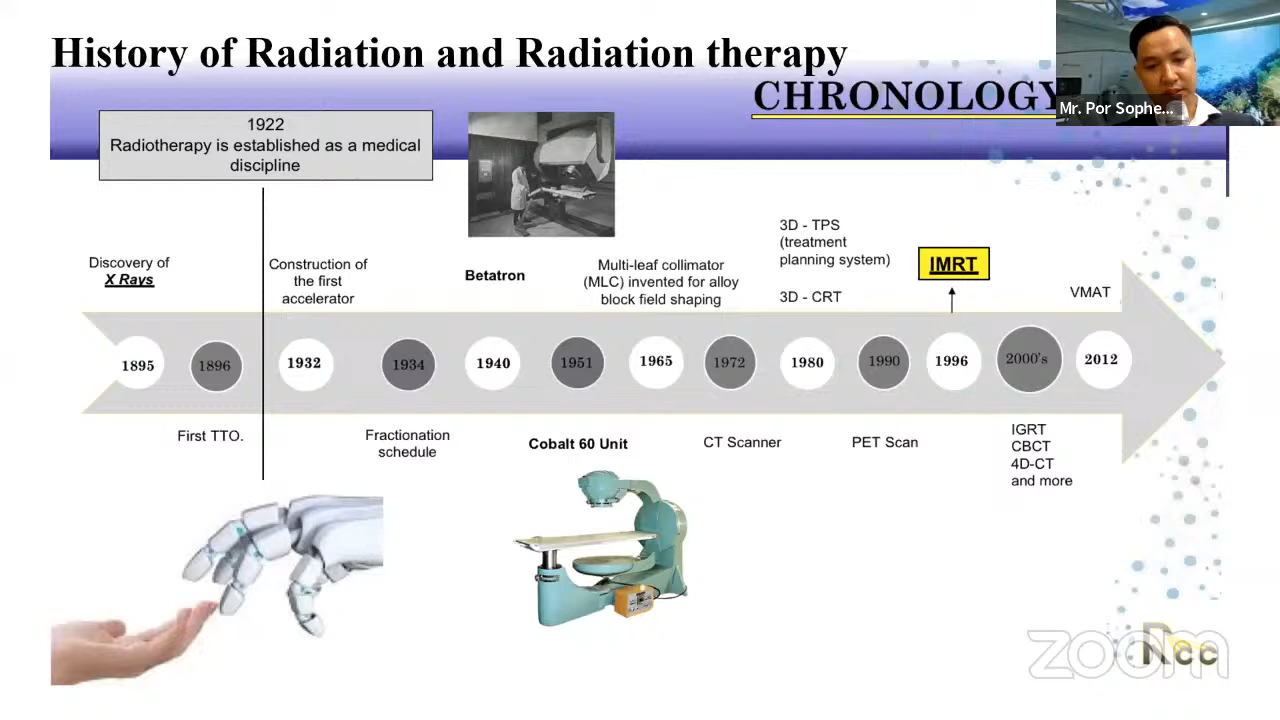 History of Radiation and Radiation therapy
CHRONOLOGY
Mr. Por Sophe...
1922
Radiotherapy is established as a medical
discipline
Discovery of
X Rays
Construction of
the first
accelerator
Betatron
Multi-leaf collimator
(MLC) invented for alloy
block field shaping
3D - TPS
(treatment
planning system)
3D - CRT
IMRT
VMAT
1895
1896
1932
1934
1940
1951
1965
1972
1980
1990
1996
2000's
2012
First TTO.
Fractionation
schedule
Cobalt 60 Unit
CT Scanner
PET Scan
IGRT
CBCT
4D-CT
and more
zoom
Rcc